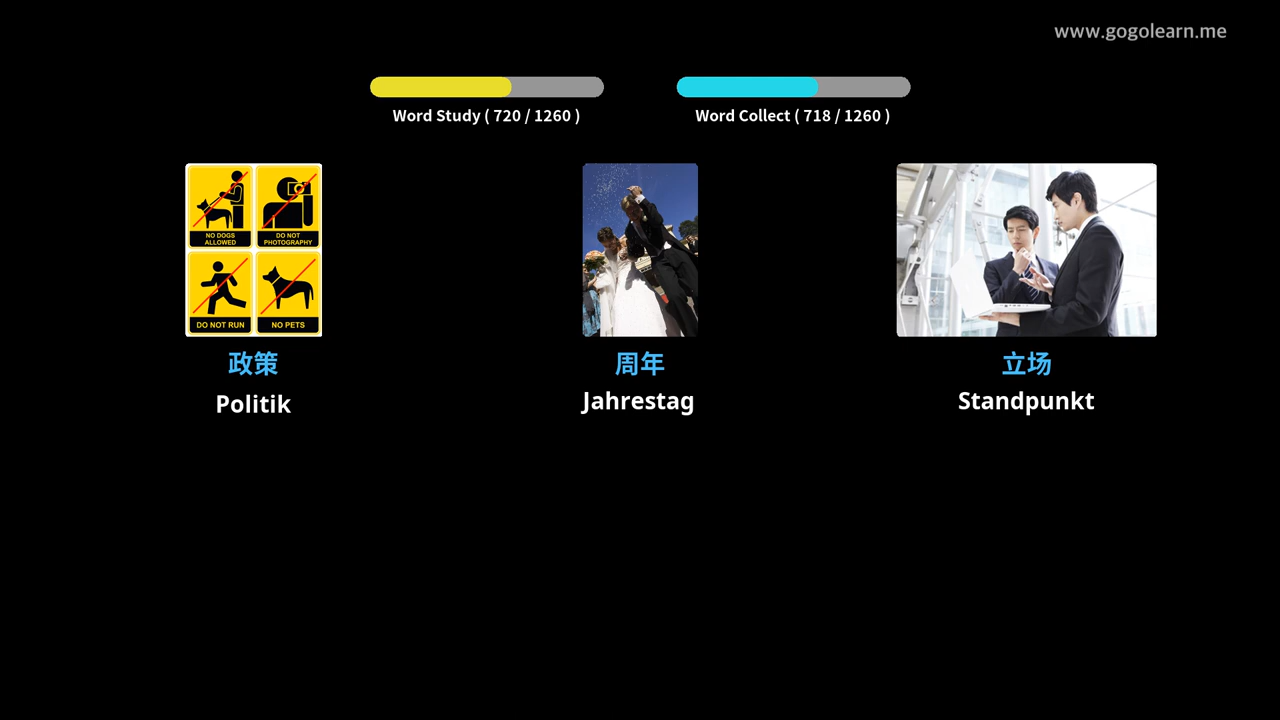 www.gogolearn.me
Word Study ( 720 / 1260 )
Word Collect ( 718 / 1260 )
NO DOGS
ALLOWED
DO NOT
PHOTOGRAPHY
DO NOT RUN
NO PETS
政策
周年
立场
Politik
Jahrestag
Standpunkt